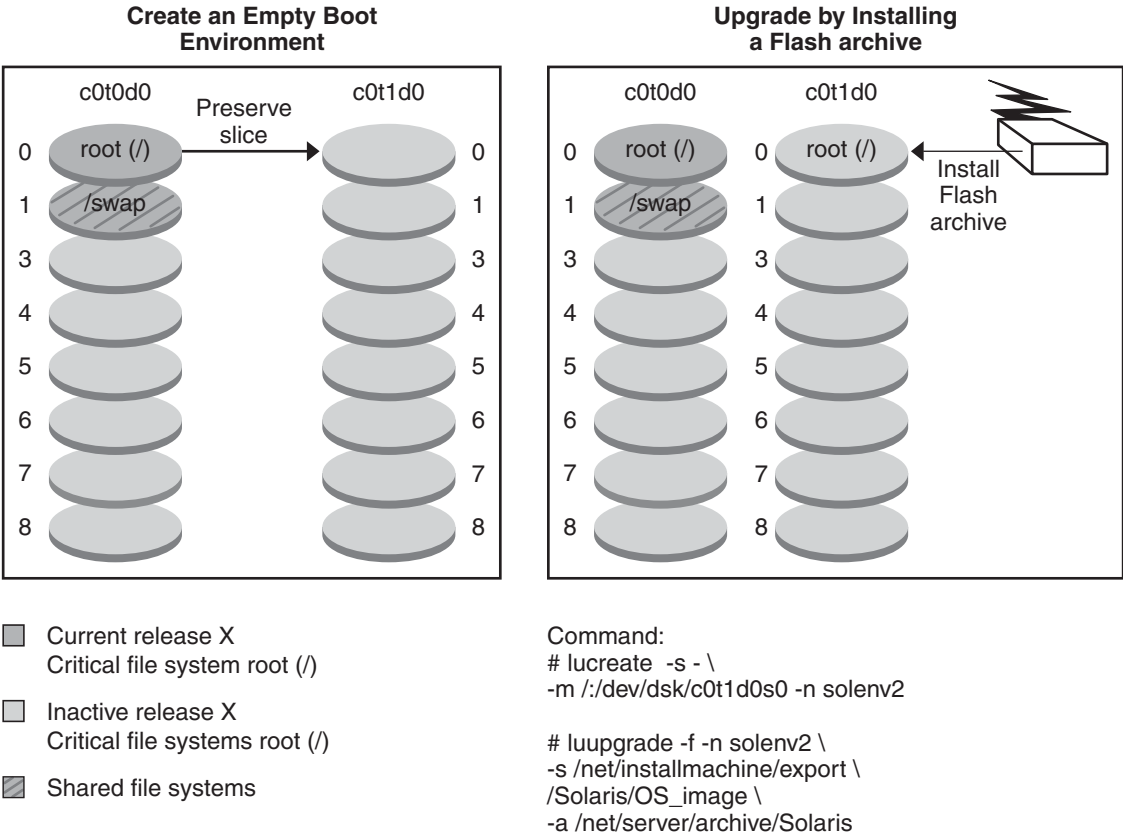 Create an Empty Boot
Environment
c0t0d0
c0t1d0
Preserve
slice
0
root (/)
0
1
/swap
1
3
3
4
4
5
5
6
6
7
7
8
8
Upgrade by Installing
a Flash archive
c0t0d0
c0t1d0
0
root (/)
0
root (/)
Install
Flash
archive
1
/swap
1
3
3
4
4
5
5
6
6
7
7
8
8
Current release X
Critical file system root (/)
Inactive release X
Critical file systems root (/)
Shared file systems
Command:
# lucreate -s - \
-m /:/dev/dsk/c0t1d0s0 -n solenv2
# luupgrade -f -n solenv2 \
-s /net/installmachine/export \
/Solaris/OS_image \
-a /net/server/archive/Solaris